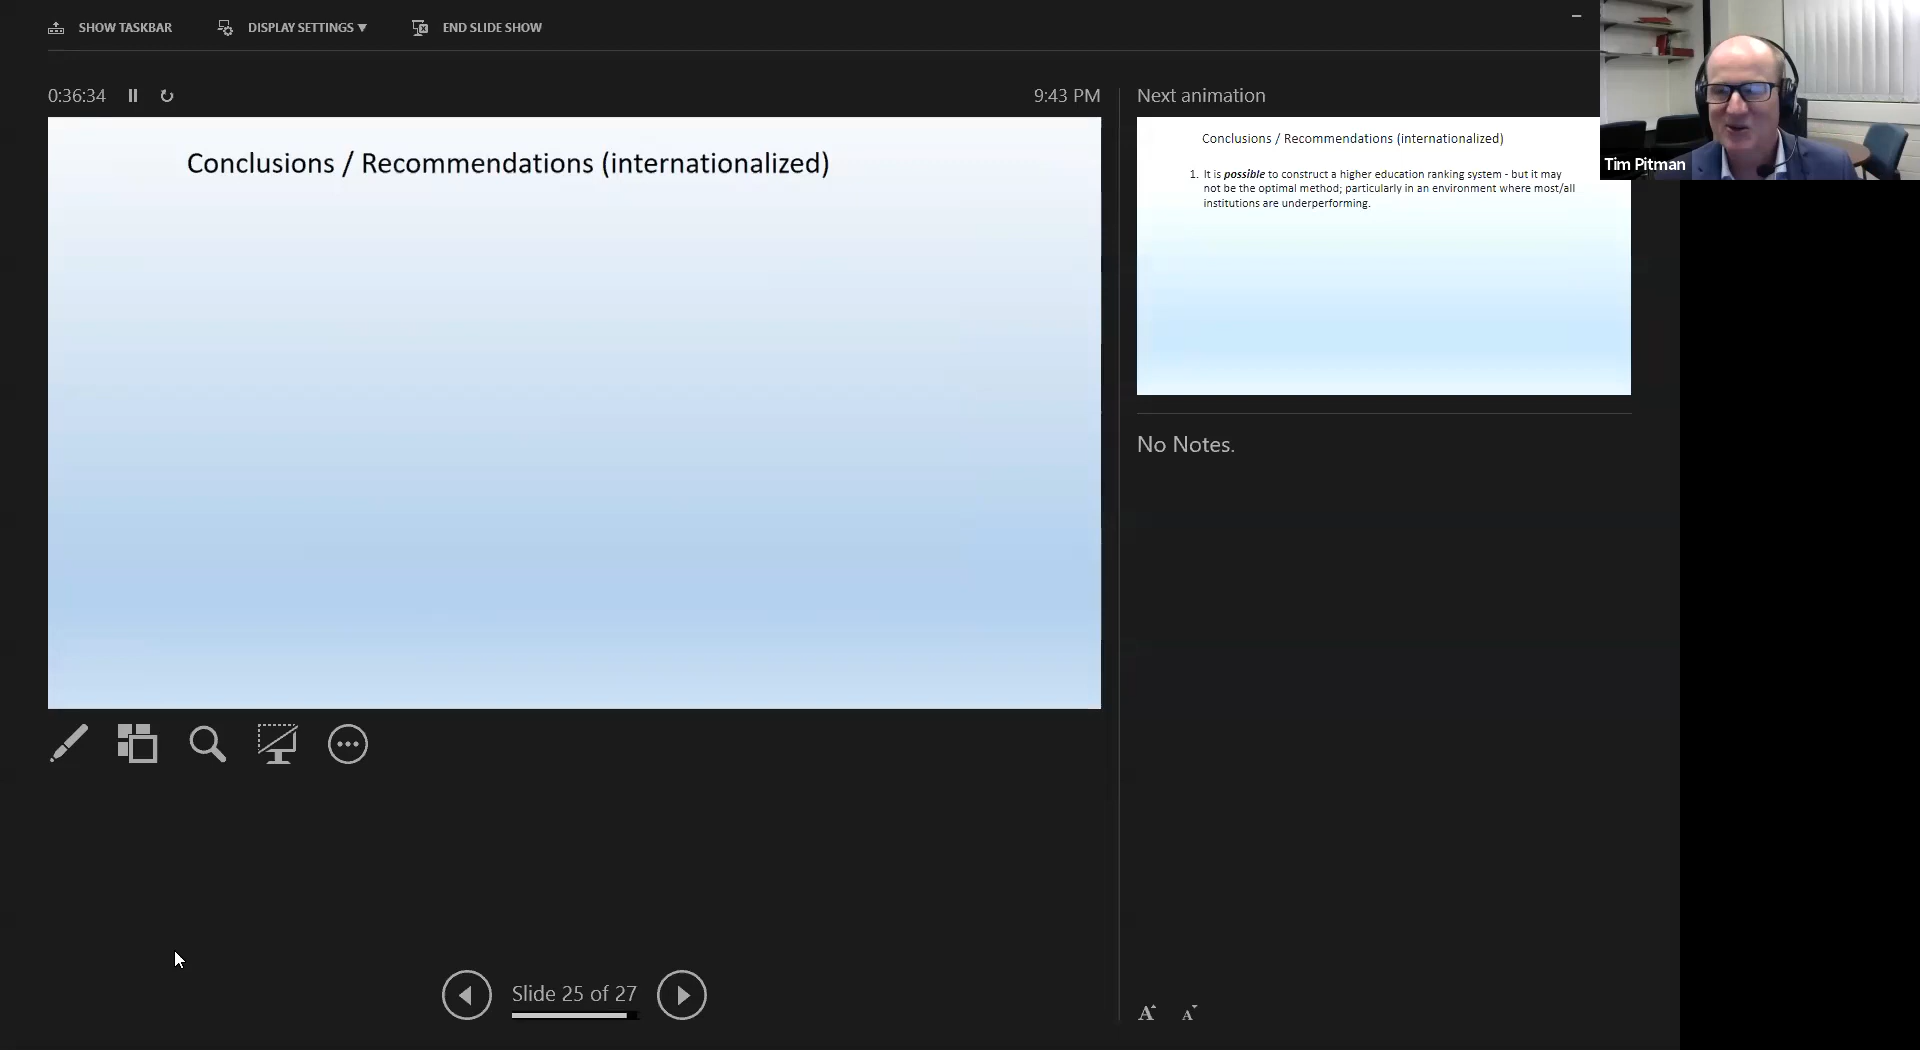 SHOW TASKBAR
DISPLAY SETTINGS
END SLIDE SHOW
0:36:34
9:43 PM
Conclusions / Recommendations (internationalized)
Next animation
Conclusions / Recommendations (internationalized)
1. It is possible to construct a higher education ranking system - but it may
not be the optimal method; particularly in an environment where most/all
institutions are underperforming.
Tim Pitman
No Notes.
Slide 25 of 27
A A